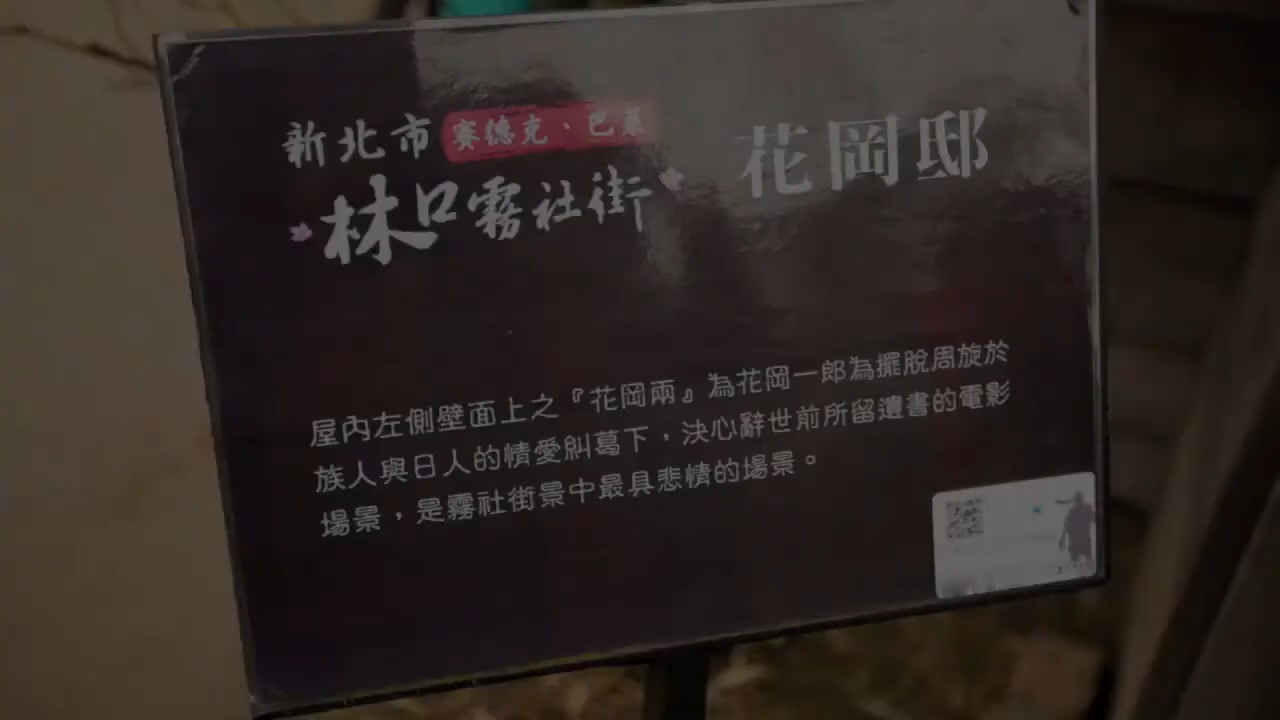 新北市 賽德克、巴萊
林口霧社街
花岡邸
屋內左側壁面上之『花岡兩』為花岡一郎為擺脫周旋於
族人與日人的情愛糾葛下，決心辭世前所留遺書的電影
場景，是霧社街景中最具悲情的場景。